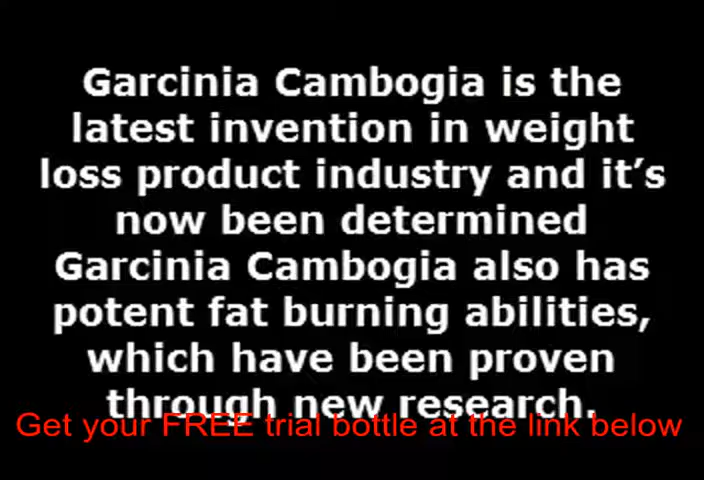 Garcinia Cambogia is the
latest invention in weight
loss product industry and it’s
now been determined
Garcinia Cambogia also has
potent fat burning abilities,
which have been proven
through new research.
Get your FREE trial bottle at the link below